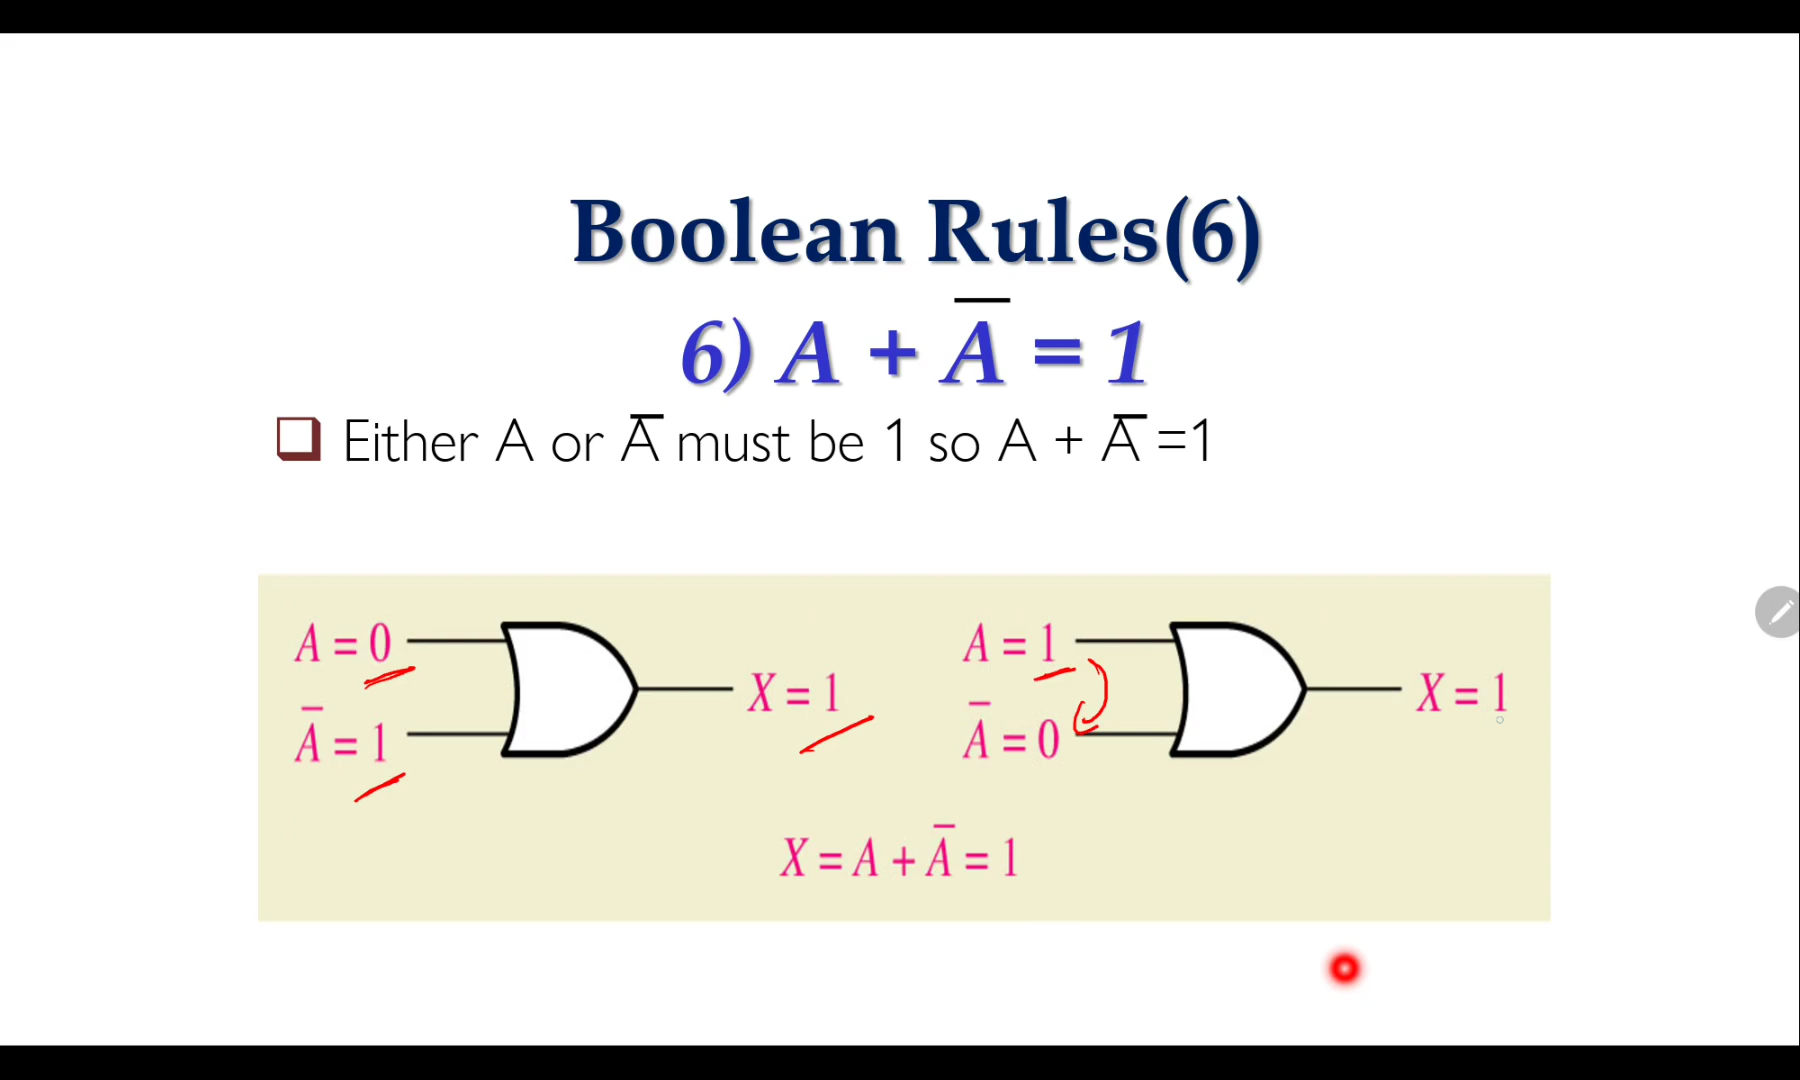 Boolean Rules(6)
6) A + A̅ = 1
Either A or A̅ must be 1 so A + A̅ =1
A = 0
A̅ = 1
X = 1
A = 1
A̅ = 0
X = 1
X = A + A̅ = 1